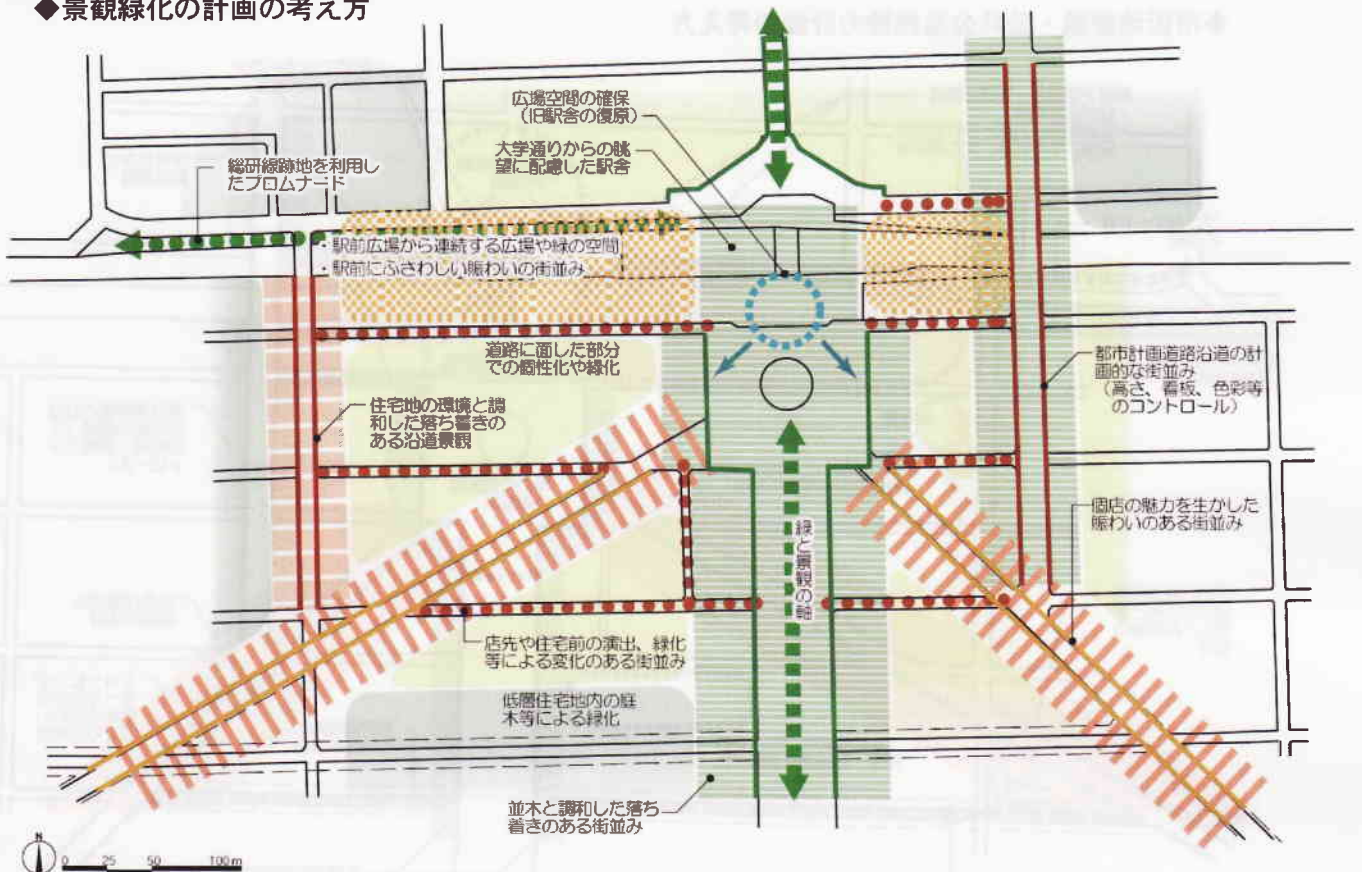 ◆景観緑化の計画の考え方
広場空間の確保
(旧駅舎の復原)
大学通りからの眺
望に配慮した駅舎
総研線跡地を利用し
たプロムナード
・駅前広場から連続する広場や緑の空間
・駅前にふさわしい賑わいの街並み
道路に面した部分
での個性化や緑化
住宅地の環境と調
和した落ち着きの
ある沿道景観
都市計画道路沿道の計
画的な街並み
(高さ、看板、色彩等
のコントロール)
個店の魅力を生かした
賑わいのある街並み
緑と景観の軸
店先や住宅前の演出、緑化
等による変化のある街並み
低層住宅地内の庭
木等による緑化
並木と調和した落ち
着きのある街並み
N
0 25 50 100m